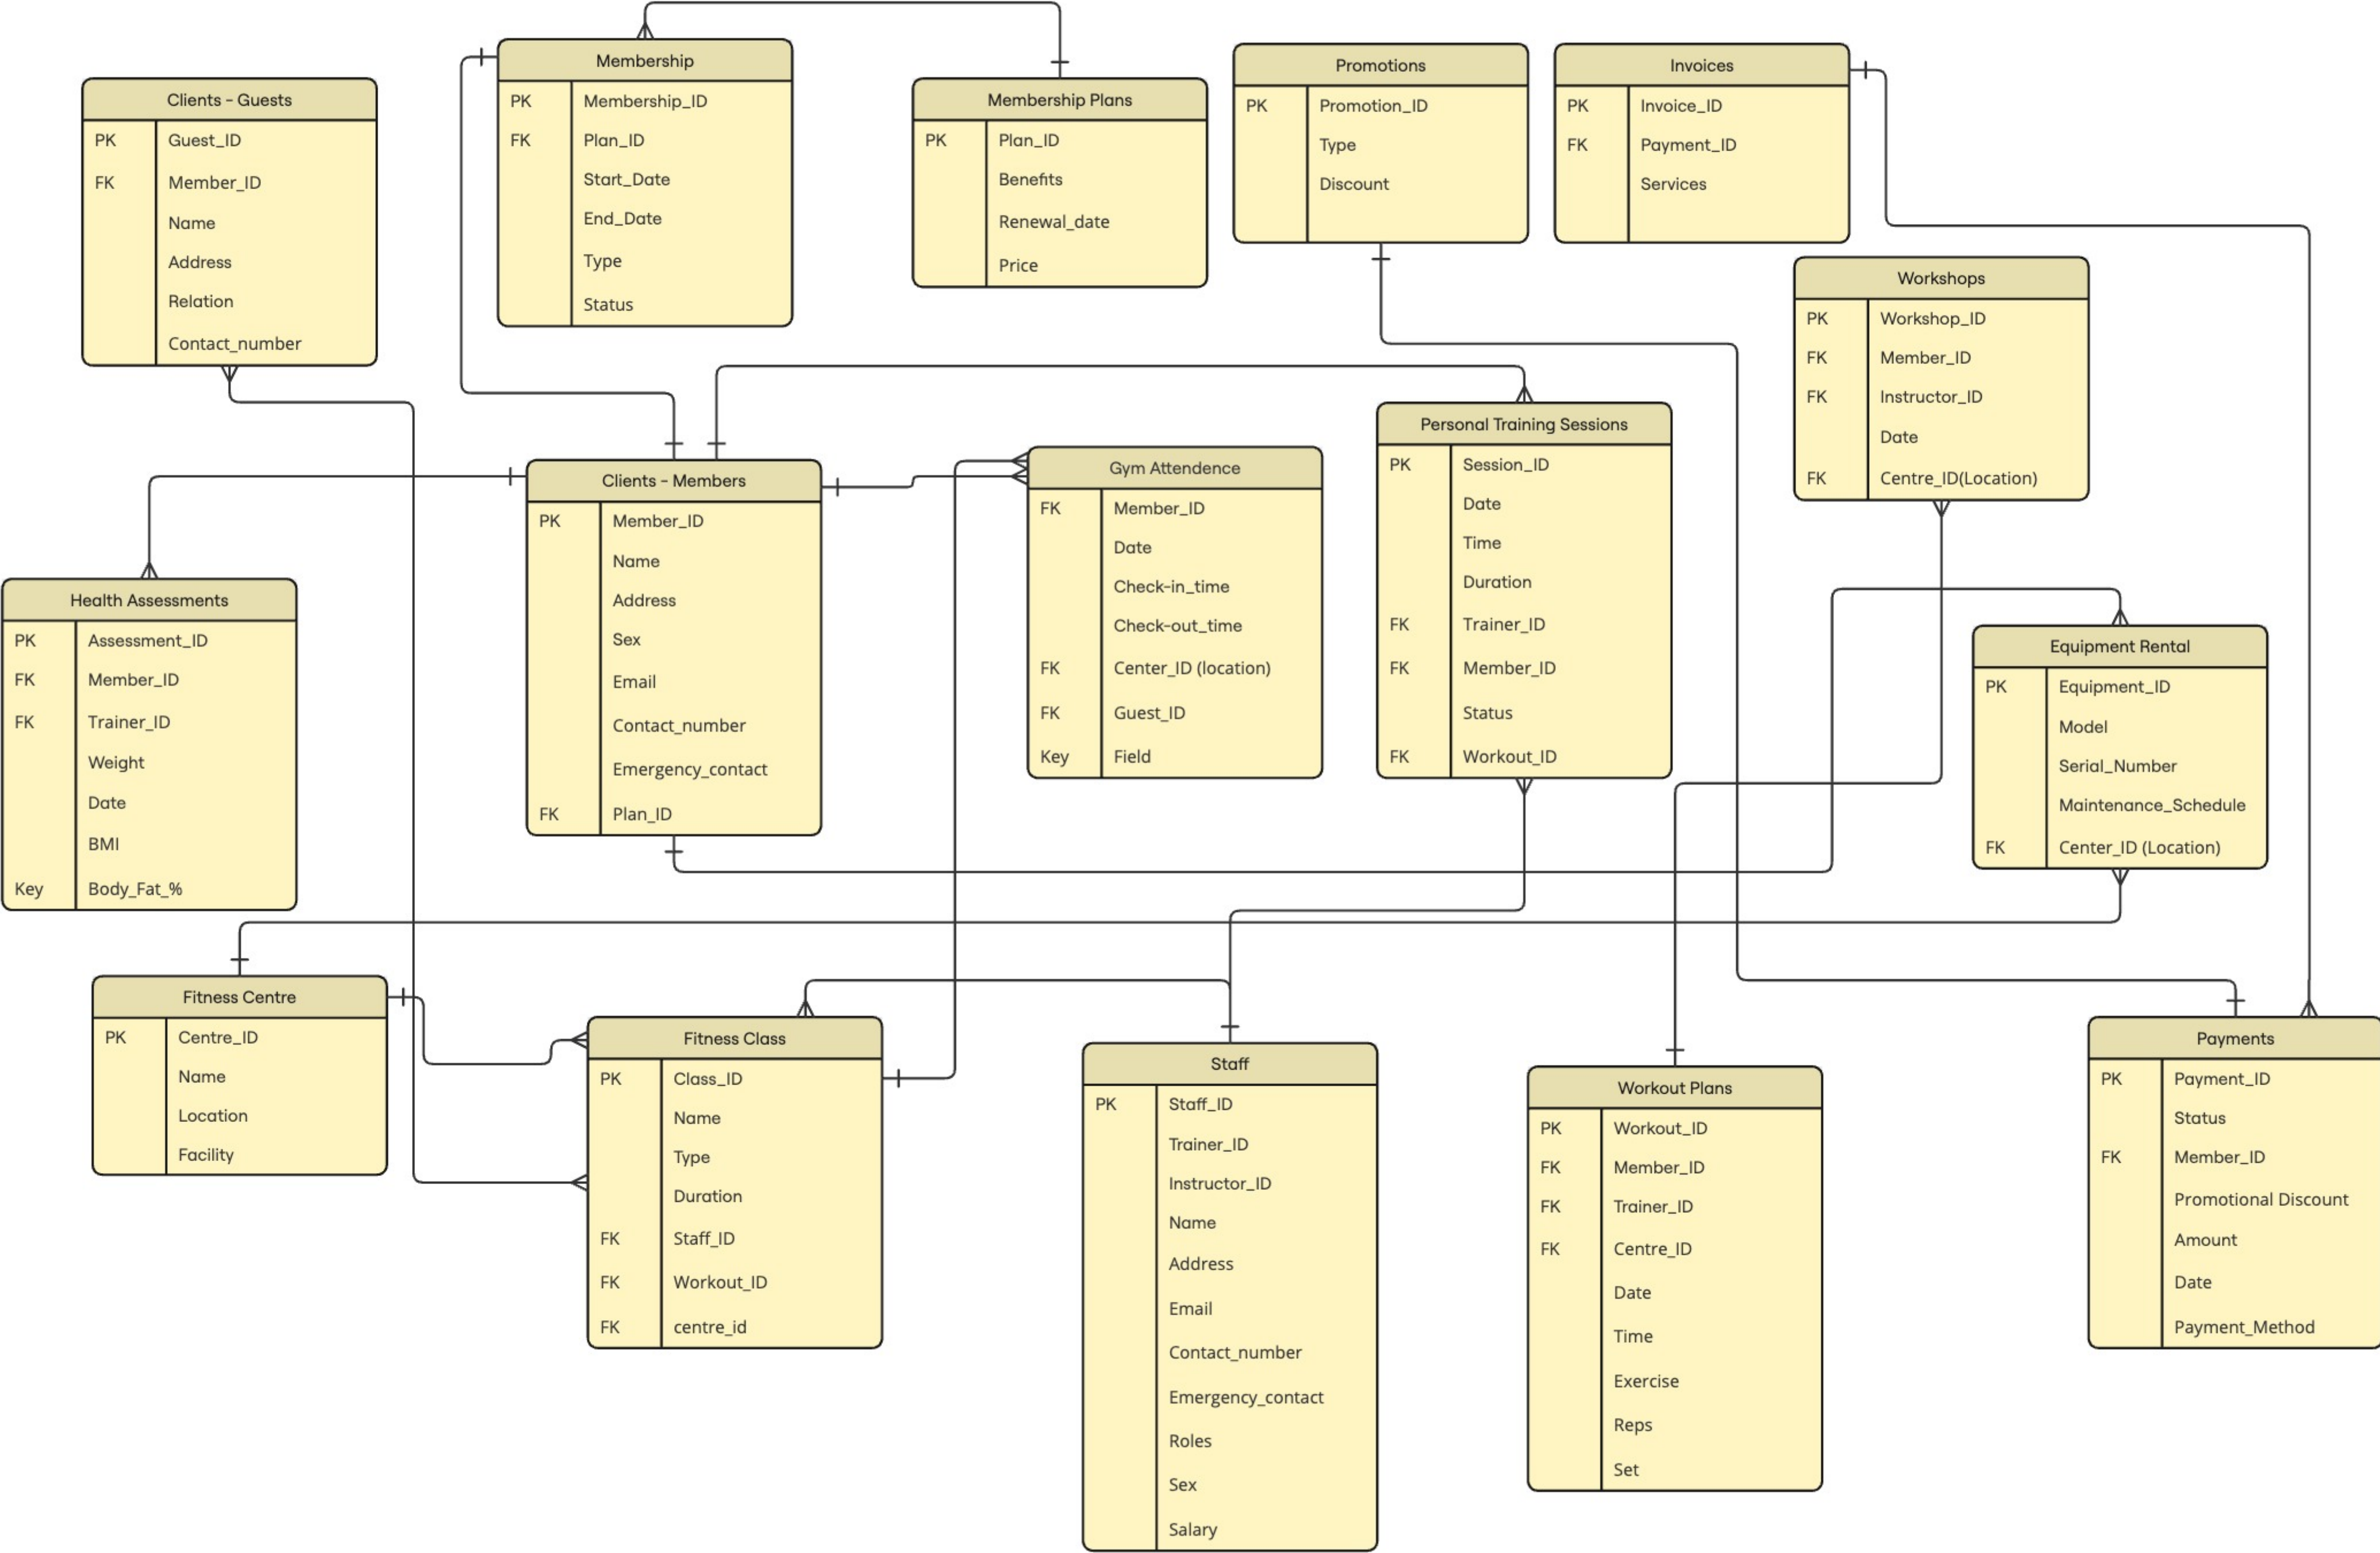 Clients - Guests
PK Guest_ID
FK Member_ID
Name
Address
Relation
Contact_number
Membership
PK Membership_ID
FK Plan_ID
Start_Date
End_Date
Type
Status
Membership Plans
PK Plan_ID
Benefits
Renewal_date
Price
Promotions
PK Promotion_ID
Type
Discount
Invoices
PK Invoice_ID
FK Payment_ID
Services
Workshops
PK Workshop_ID
FK Member_ID
FK Instructor_ID
Date
FK Centre_ID(Location)
Health Assessments
PK Assessment_ID
FK Member_ID
FK Trainer_ID
Weight
Date
BMI
Key Body_Fat_%
Clients - Members
PK Member_ID
Name
Address
Sex
Email
Contact_number
Emergency_contact
FK Plan_ID
Gym Attendence
FK Member_ID
Date
Check-in_time
Check-out_time
FK Center_ID (location)
FK Guest_ID
Key Field
Personal Training Sessions
PK Session_ID
Date
Time
Duration
FK Trainer_ID
FK Member_ID
Status
FK Workout_ID
Equipment Rental
PK Equipment_ID
Model
Serial_Number
Maintenance_Schedule
FK Center_ID (Location)
Fitness Centre
PK Centre_ID
Name
Location
Facility
Fitness Class
PK Class_ID
Name
Type
Duration
FK Staff_ID
FK Workout_ID
FK centre_id
Staff
PK Staff_ID
Trainer_ID
Instructor_ID
Name
Address
Email
Contact_number
Emergency_contact
Roles
Sex
Salary
Workout Plans
PK Workout_ID
FK Member_ID
FK Trainer_ID
FK Centre_ID
Date
Time
Exercise
Reps
Set
Payments
PK Payment_ID
Status
FK Member_ID
Promotional Discount
Amount
Date
Payment_Method